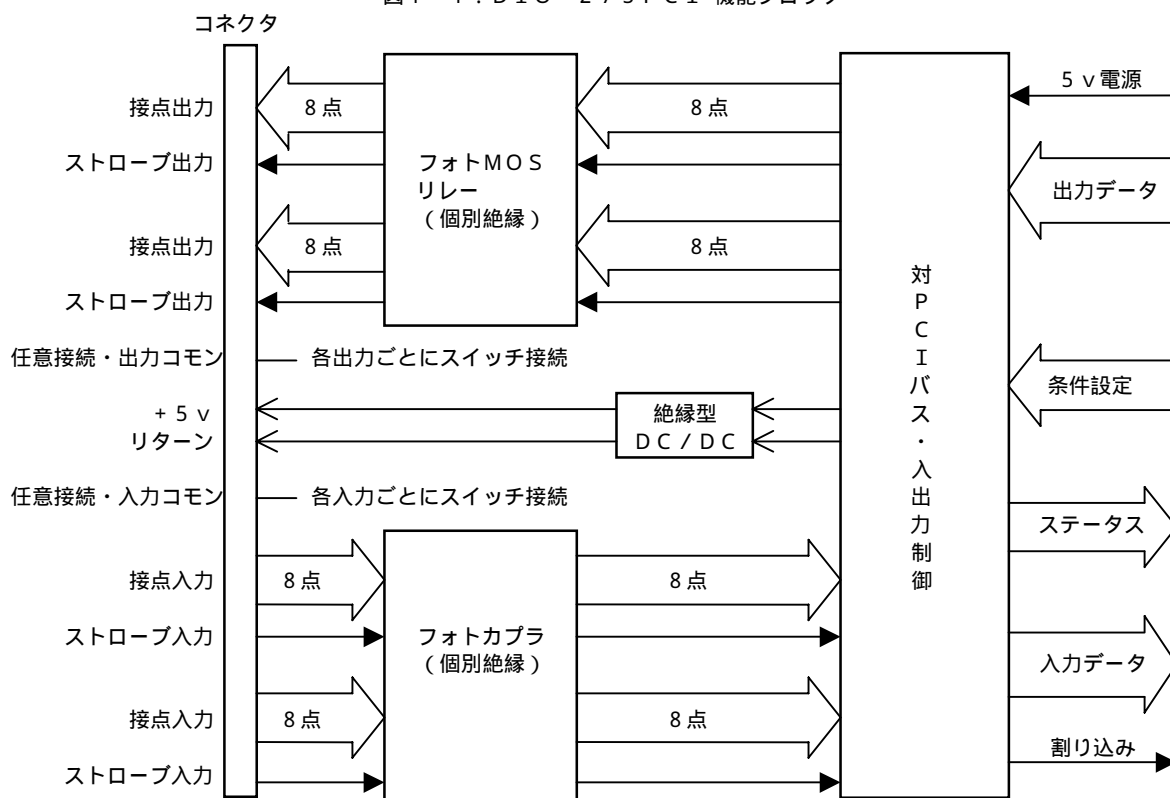 コネクタ
接点出力
8点
8点
5v電源
ストローブ出力
フォトMOS
リレー
(個別絶縁)
出力データ
接点出力
8点
8点
ストローブ出力
対PCIバス・入出力制御
任意接続・出力コモン
各出力ごとにスイッチ接続
条件設定
+5v
リターン
絶縁型
DC/DC
任意接続・入力コモン
各入力ごとにスイッチ接続
ステータス
接点入力
8点
8点
ストローブ入力
フォトカプラ
(個別絶縁)
入力データ
接点入力
8点
8点
割り込み
ストローブ入力